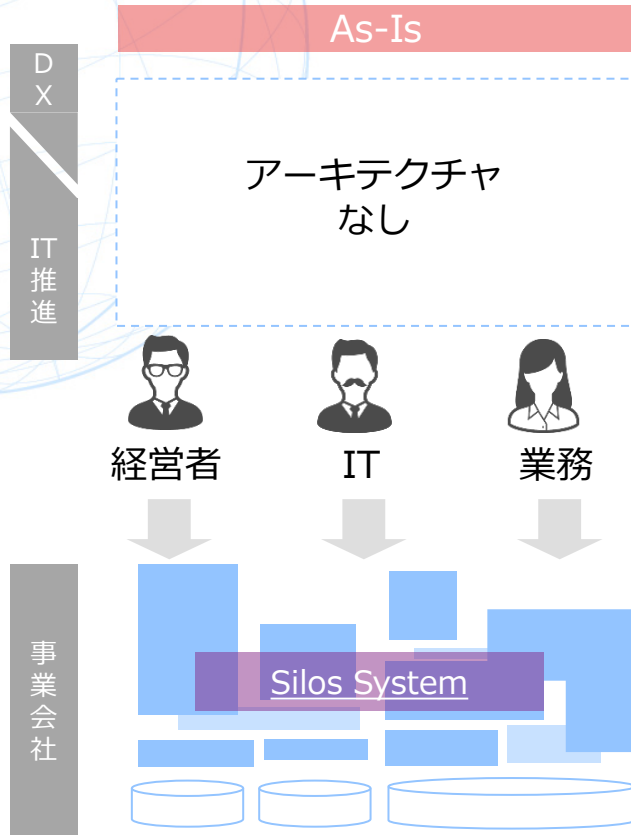 As-Is
D
X
IT
推
進
アーキテクチャ
なし
経営者
IT
業務
事
業
会
社
Silos System